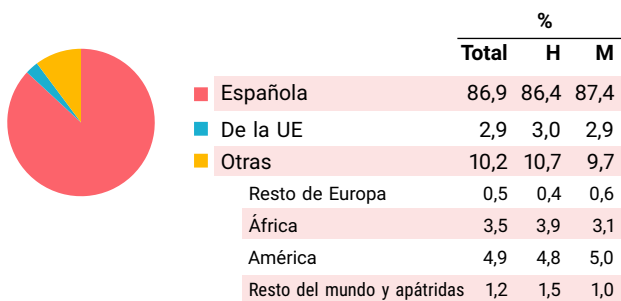 %
Total H M
Española 86,9 86,4 87,4
De la UE 2,9 3,0 2,9
Otras 10,2 10,7 9,7
Resto de Europa 0,5 0,4 0,6
África 3,5 3,9 3,1
América 4,9 4,8 5,0
Resto del mundo y apátridas 1,2 1,5 1,0